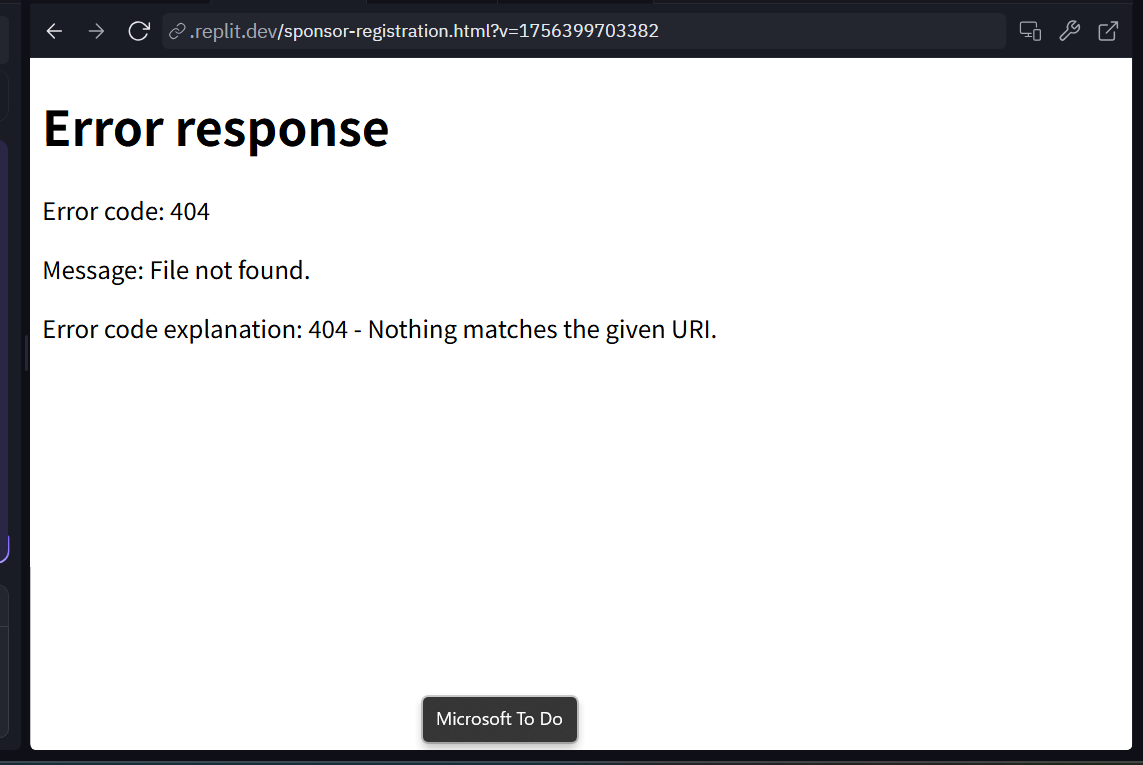 .replit.dev/sponsor-registration.html?v=1756399703382
Error response
Error code: 404
Message: File not found.
Error code explanation: 404 - Nothing matches the given URI.
Microsoft To Do